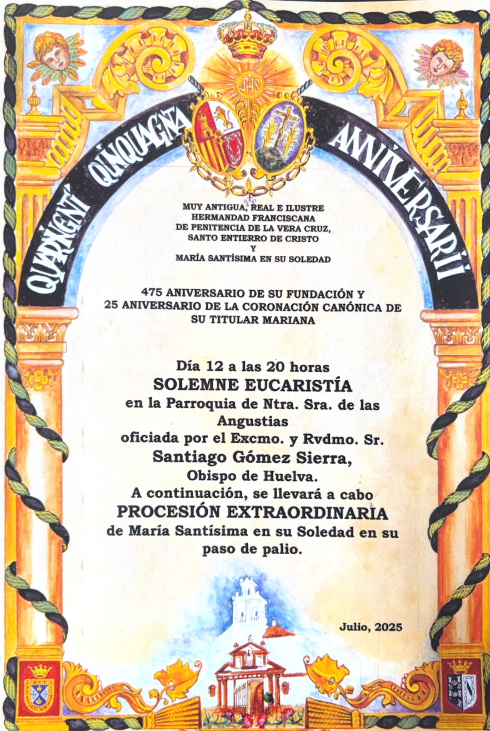 QUARNGENTÍ QUNQUAGÍÑA ANNIVERSARÍÍ
JHS
MUY ANTIGUA, REAL E ILUSTRE
HERMANDAD FRANCISCANA
DE PENITENCIA DE LA VERA CRUZ,
SANTO ENTIERRO DE CRISTO
Y
MARÍA SANTÍSIMA EN SU SOLEDAD
475 ANIVERSARIO DE SU FUNDACIÓN Y
25 ANIVERSARIO DE LA CORONACIÓN CANÓNICA DE
SU TITULAR MARIANA
Día 12 a las 20 horas
SOLEMNE EUCARISTÍA
en la Parroquia de Ntra. Sra. de las
Angustias
oficiada por el Excmo. y Rvdmo. Sr.
Santiago Gómez Sierra,
Obispo de Huelva.
A continuación, se llevará a cabo
PROCESIÓN EXTRAORDINARIA
de María Santísima en su Soledad en su
paso de palio.
Julio, 2025